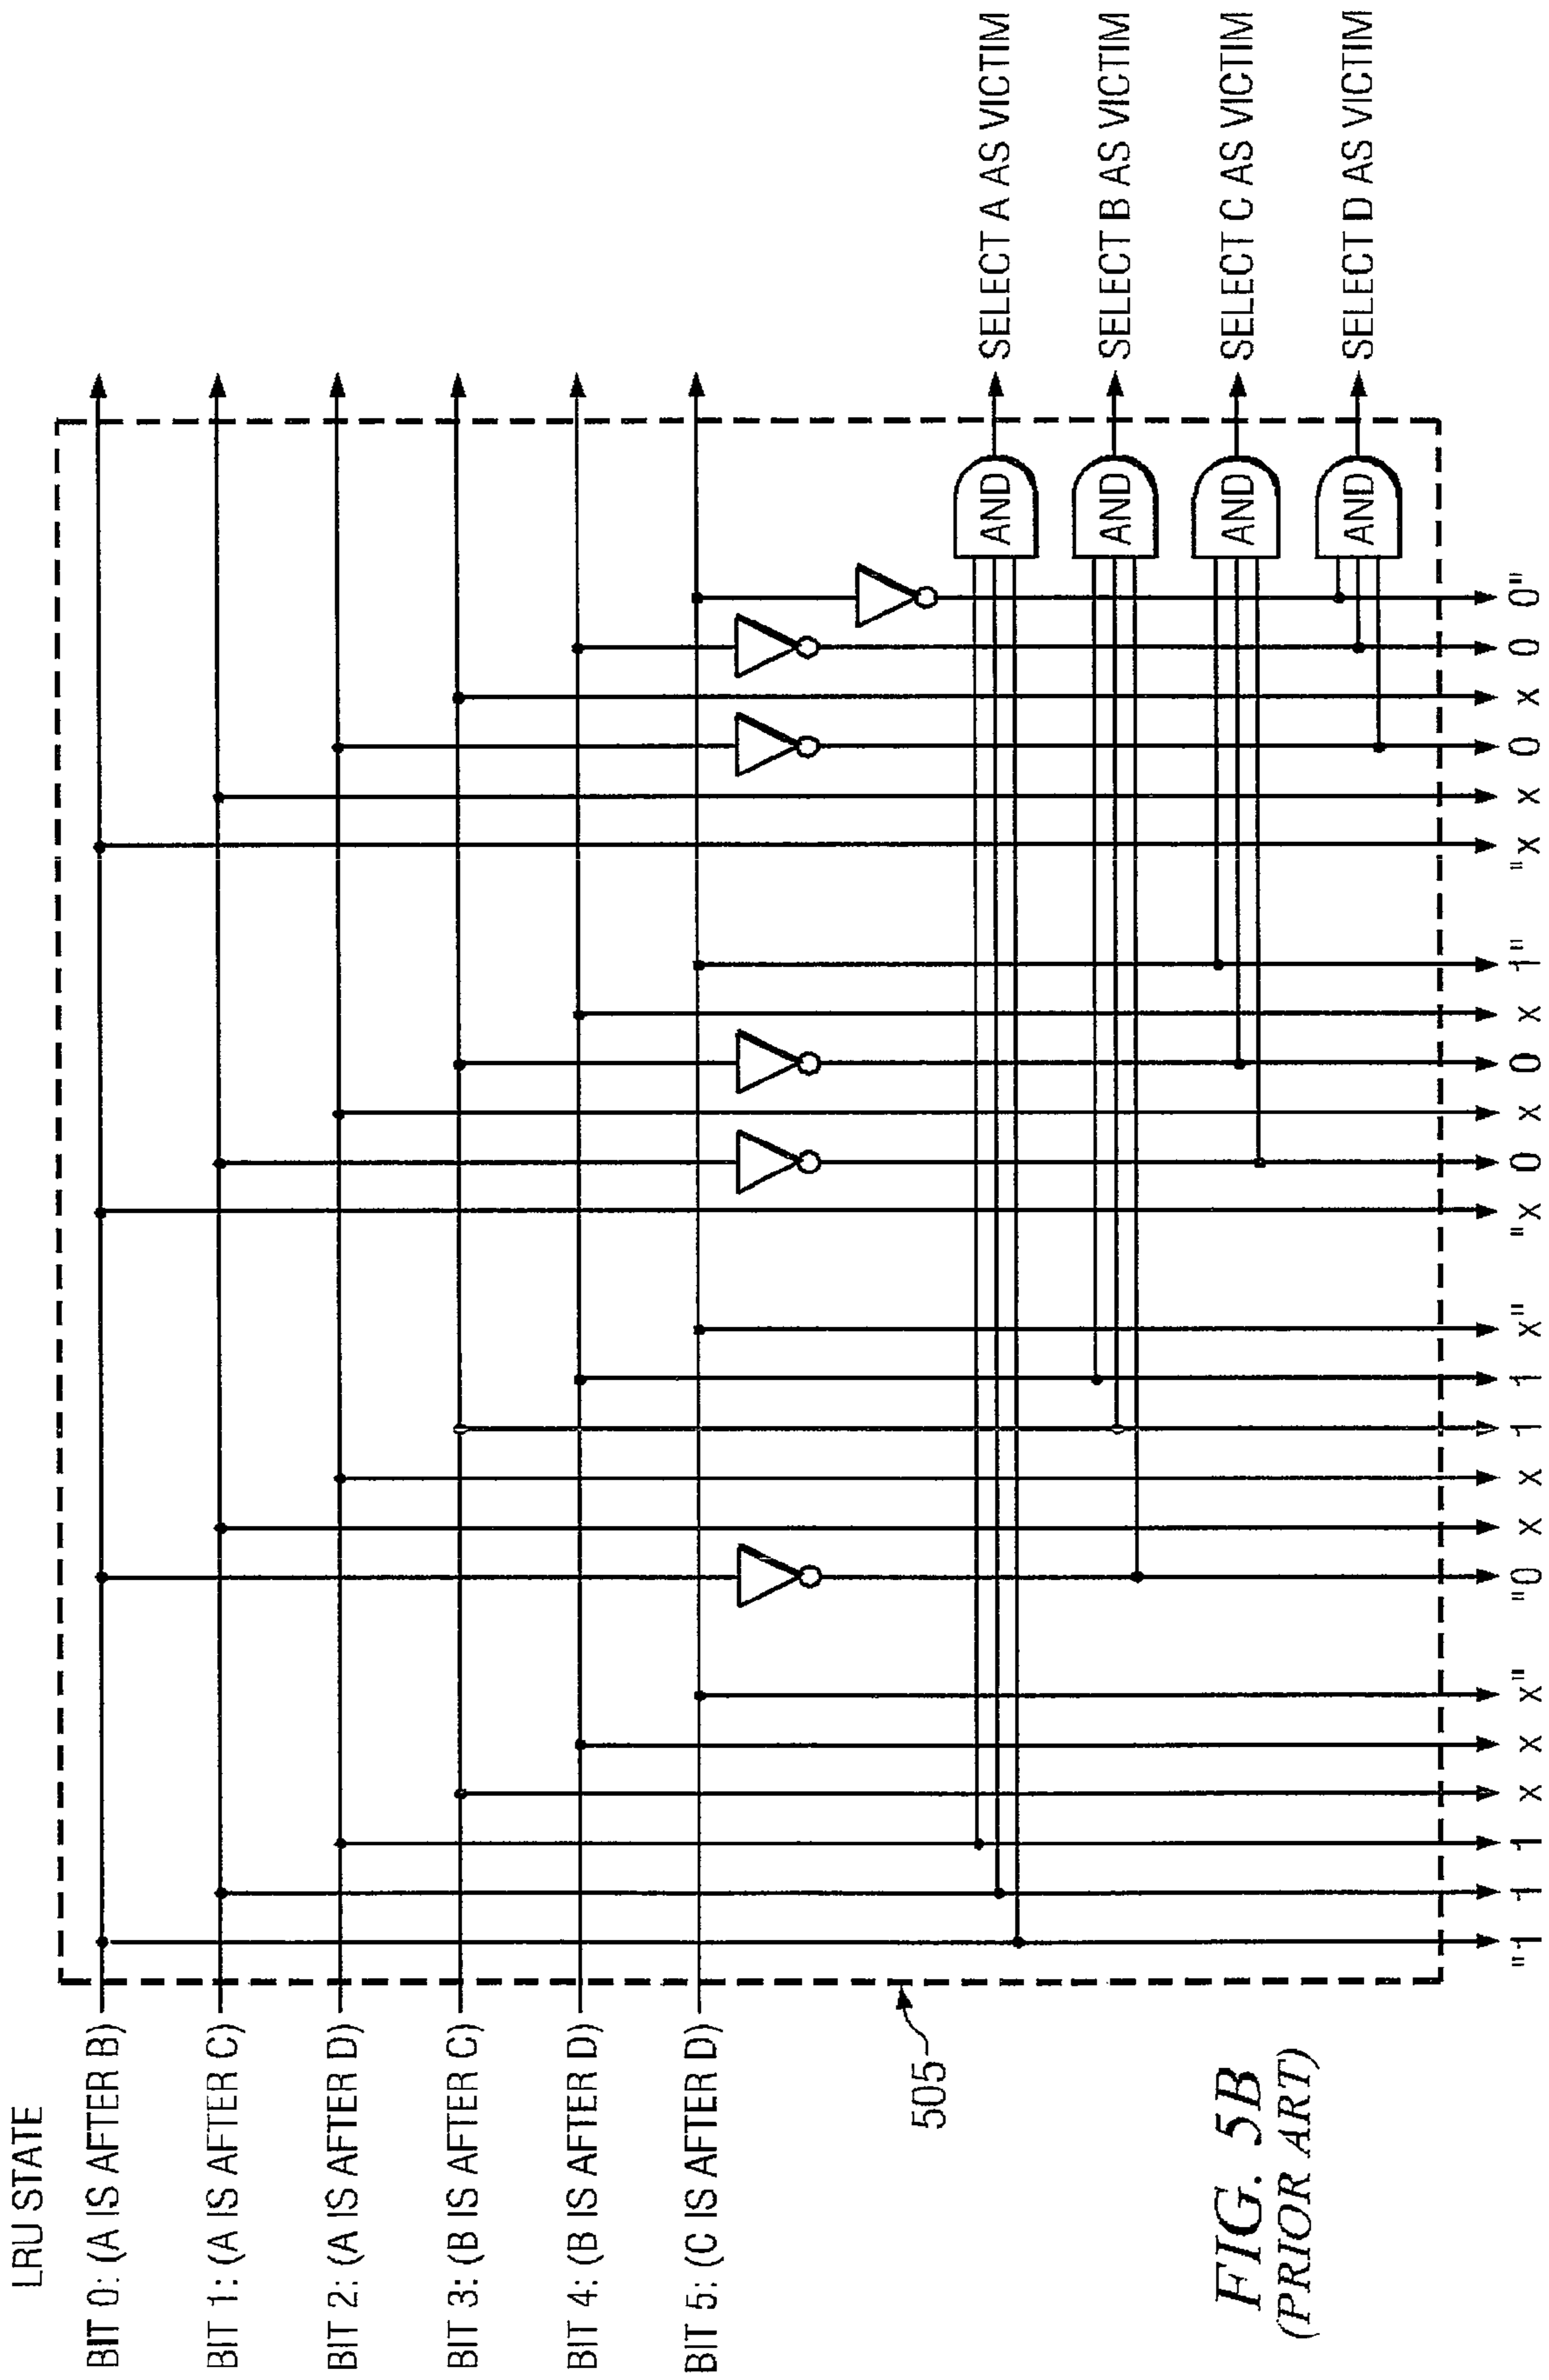 LRU STATE
BIT 0: (A IS AFTER B)
BIT 1: (A IS AFTER C)
BIT 2: (A IS AFTER D)
BIT 3: (B IS AFTER C)
BIT 4: (B IS AFTER D)
BIT 5: (C IS AFTER D)
505
AND
SELECT A AS VICTIM
AND
SELECT B AS VICTIM
AND
SELECT C AS VICTIM
AND
SELECT D AS VICTIM
"1 1 1 x x x" "0 x x 1 1 x" "x 0 x 0 x 1" "x x 0 x 0 0"
FIG. 5B
(PRIOR ART)